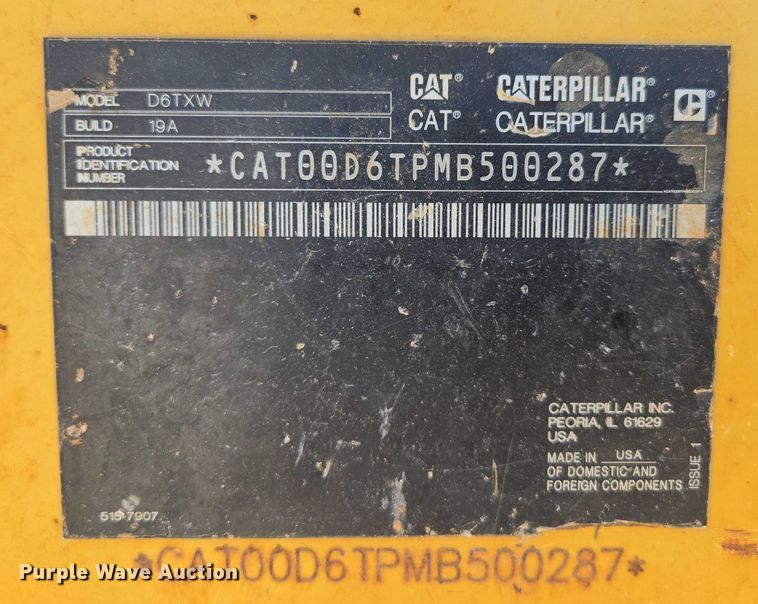 MODEL D6TXW
BUILD 19A
CAT® CATERPILLAR®
CAT® CATERPILLAR®
PRODUCT IDENTIFICATION NUMBER
*CAT00D6TPMB500287*
CATERPILLAR INC.
PEORIA, IL 61629
USA
MADE IN USA
OF DOMESTIC AND
FOREIGN COMPONENTS
ISSUE 1
515-7907
*CAT00D6TPMB500287*
Purple Wave Auction